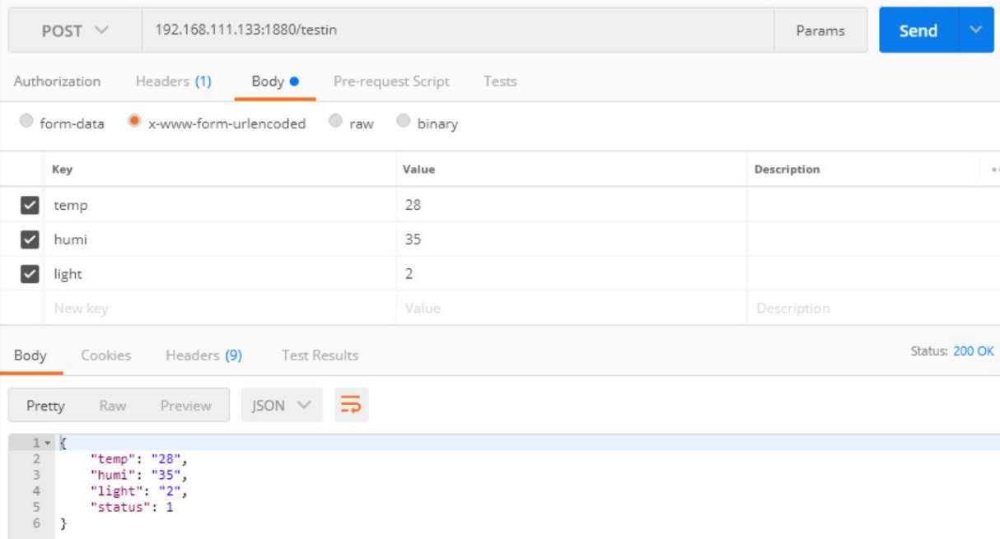 POST 192.168.111.133:1880/testin Params Send
Authorization Headers (1) Body Pre-request Script Tests
form-data x-www-form-urlencoded raw binary
Key Value Description
temp 28
humi 35
light 2
New key Value Description
Body Cookies Headers (9) Test Results Status: 200 OK
Pretty Raw Preview JSON
1 {
2 "temp": "28",
3 "humi": "35",
4 "light": "2",
5 "status": 1
6 }